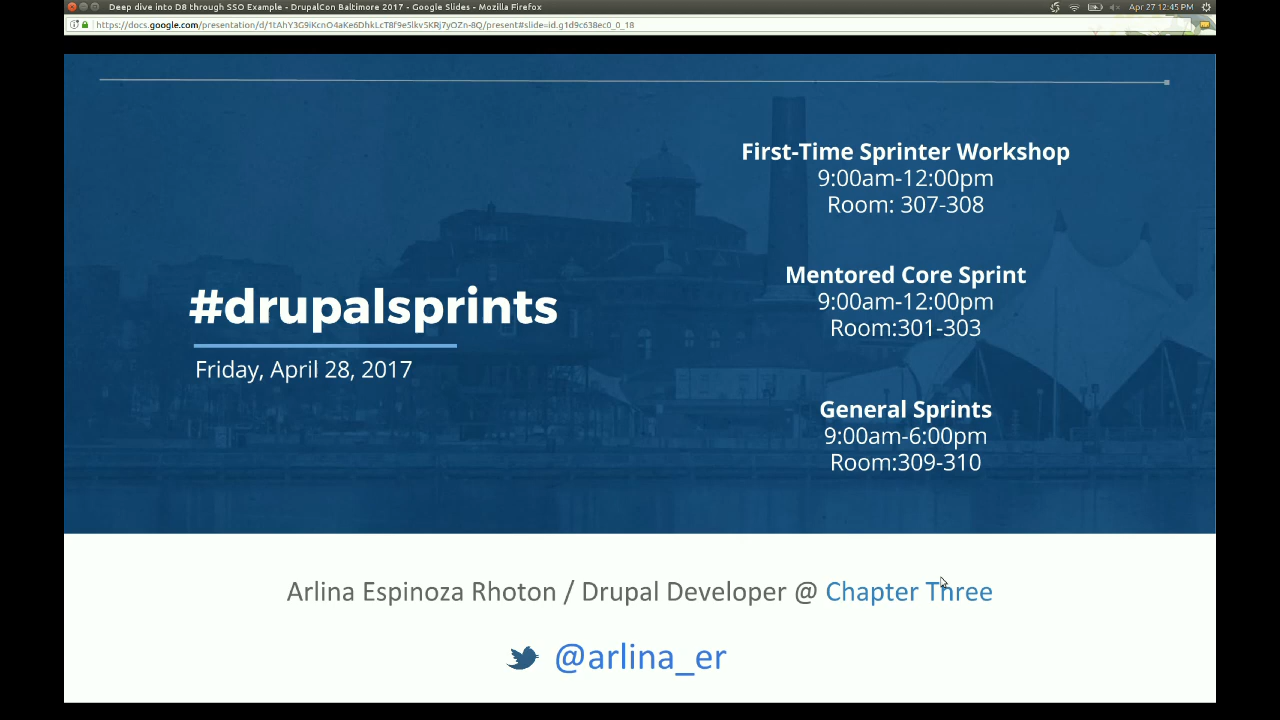 Deep dive into D8 through SSO Example - DrupalCon Baltimore 2017 - Google Slides - Mozilla Firefox
Apr 27 12:45 PM
https://docs.google.com/presentation/d/1tAhY3G9iKcnO4aKe6DhkLcT8f9e5lkv5KRj7yOZn-8Q/present#slide=id.g1d9c638ec0_0_18
#drupalsprints
Friday, April 28, 2017
First-Time Sprinter Workshop
9:00am-12:00pm
Room: 307-308
Mentored Core Sprint
9:00am-12:00pm
Room:301-303
General Sprints
9:00am-6:00pm
Room:309-310
Arlina Espinoza Rhoton / Drupal Developer @ Chapter Three
@arlina_er